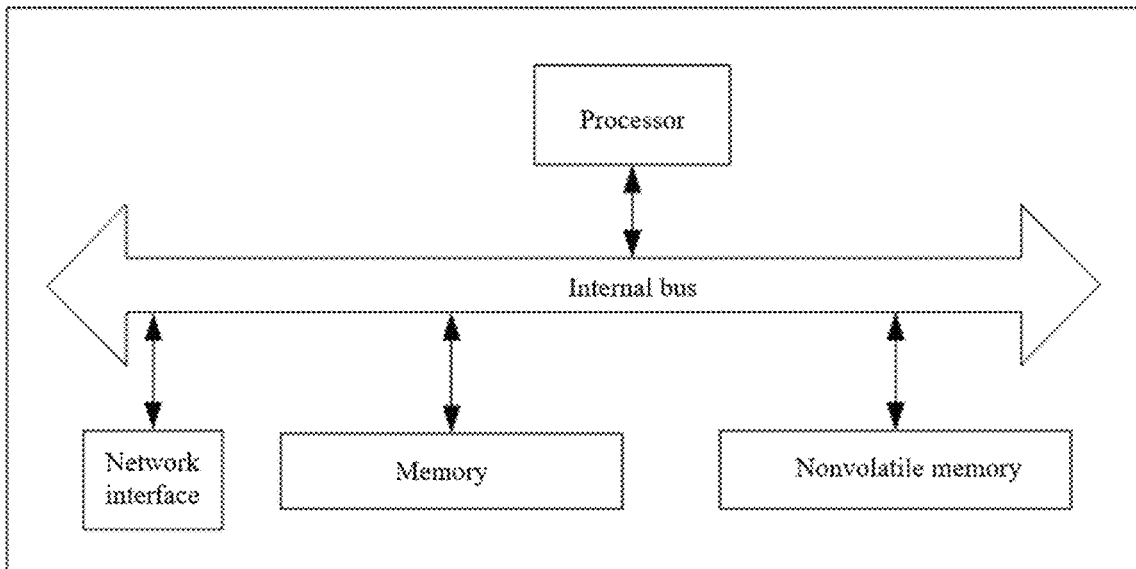 Processor
Internal bus
Network
interface
Memory
Nonvolatile memory